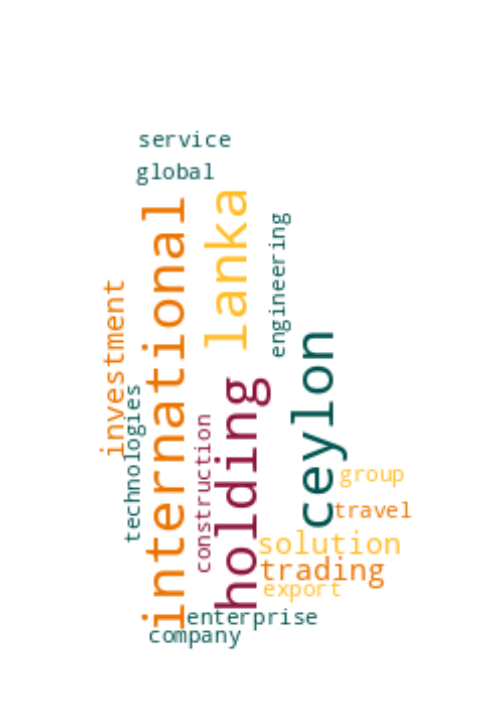 service
global
international
lanka
engineering
investment
ceylon
holding
technologies
construction
group
travel
solution
trading
export
enterprise
company